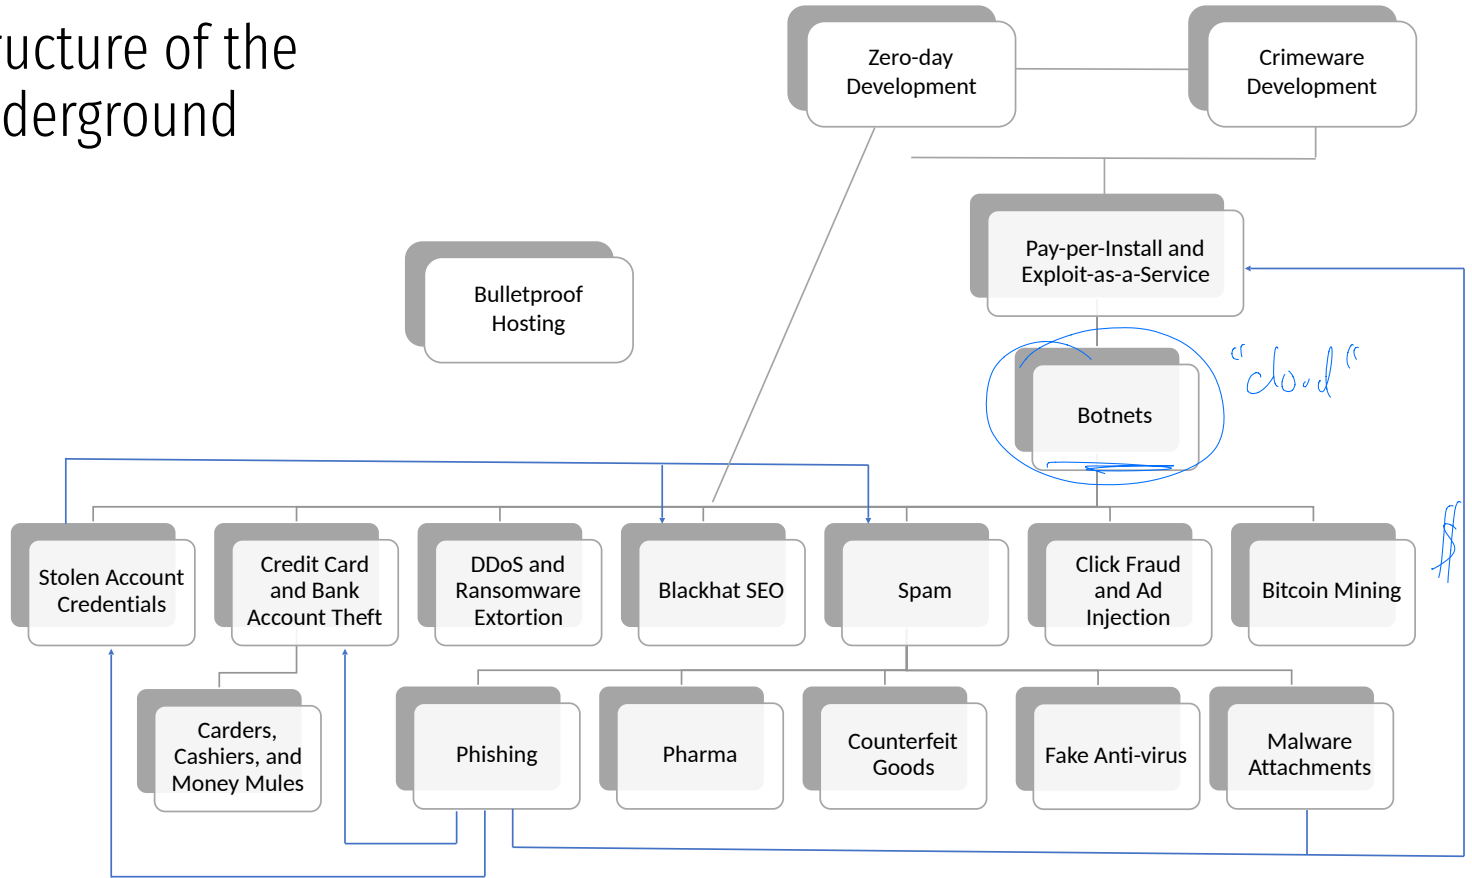 ructure of the
derground
Zero-day
Development
Crimeware
Development
Pay-per-Install and
Exploit-as-a-Service
Bulletproof
Hosting
Botnets
"cloud"
Stolen Account
Credentials
Credit Card
and Bank
Account Theft
DDoS and
Ransomware
Extortion
Blackhat SEO
Spam
Click Fraud
and Ad
Injection
Bitcoin Mining
$
Carders,
Cashiers, and
Money Mules
Phishing
Pharma
Counterfeit
Goods
Fake Anti-virus
Malware
Attachments